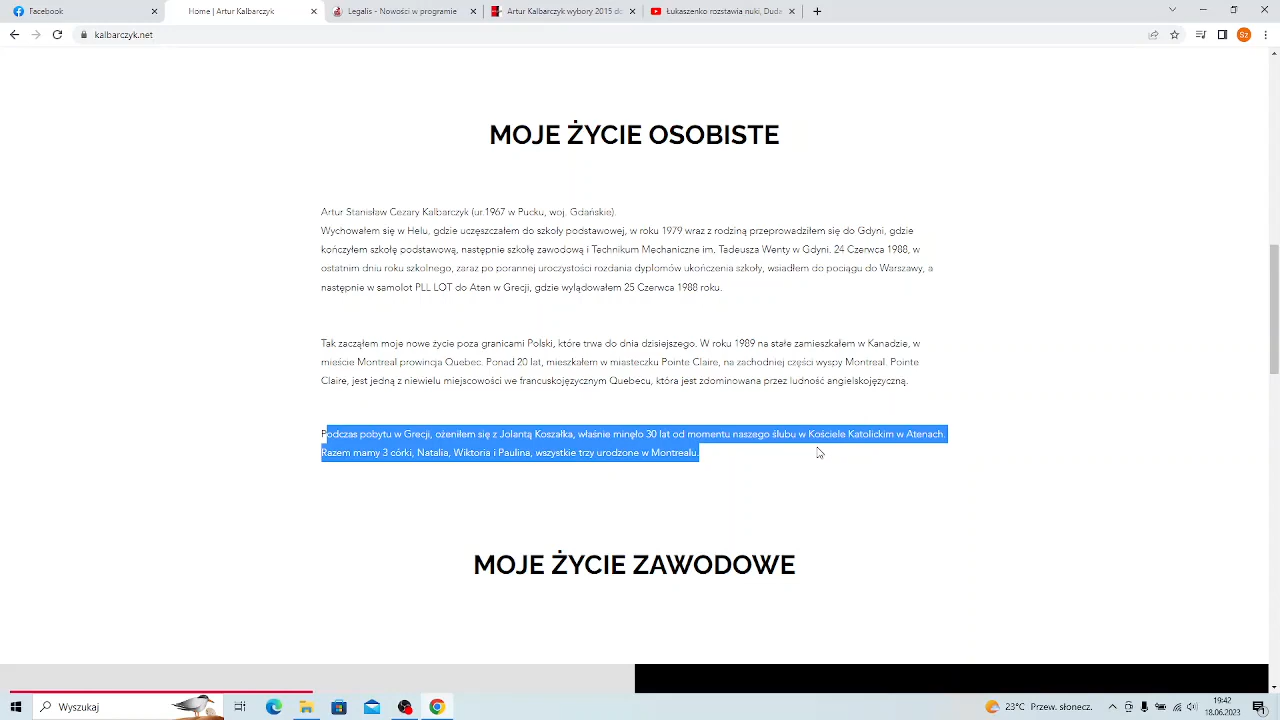 Facebook
Home | Artur Kalbarczyk
Legalis - Nowości w programie
Artur Kalbarczyk wybory 2015 do
Łukaszenko rozstawia nuki, Duda
kalbarczyk.net
Sz
MOJE ŻYCIE OSOBISTE
Artur Stanisław Cezary Kalbarczyk (ur.1967 w Pucku, woj. Gdańskie).
Wychowałem się w Helu, gdzie uczęszczałem do szkoły podstawowej, w roku 1979 wraz z rodziną przeprowadziłem się do Gdyni, gdzie
kończyłem szkołę podstawową, następnie szkołę zawodową i Technikum Mechaniczne im. Tadeusza Wenty w Gdyni. 24 Czerwca 1988, w
ostatnim dniu roku szkolnego, zaraz po porannej uroczystości rozdania dyplomów ukończenia szkoły, wsiadłem do pociągu do Warszawy, a
następnie w samolot PLL LOT do Aten w Grecji, gdzie wylądowałem 25 Czerwca 1988 roku.
Tak zacząłem moje nowe życie poza granicami Polski, które trwa do dnia dzisiejszego. W roku 1989 na stałe zamieszkałem w Kanadzie, w
mieście Montreal prowincja Quebec. Ponad 20 lat, mieszkałem w miasteczku Pointe Claire, na zachodniej części wyspy Montreal. Pointe
Claire, jest jedną z niewielu miejscowości we francuskojęzycznym Quebecu, która jest zdominowana przez ludność angielskojęzyczną.
Podczas pobytu w Grecji, ożeniłem się z Jolantą Koszałka, właśnie minęło 30 lat od momentu naszego ślubu w Kościele Katolickim w Atenach.
Razem mamy 3 córki, Natalia, Wiktoria i Paulina, wszystkie trzy urodzone w Montrealu.
MOJE ŻYCIE ZAWODOWE
Wyszukaj
23°C Przew. słonecz.
19:42
18.06.2023